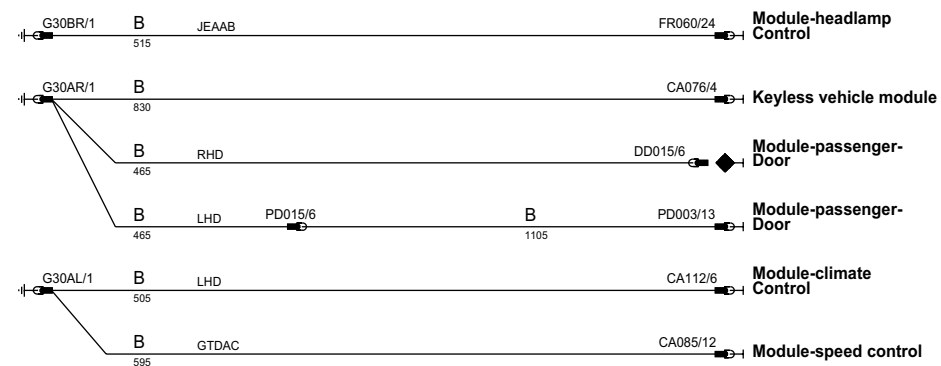 G30BR/1 B JEAAB FR060/24 Module-headlamp
515 Control
G30AR/1 B CA076/4 Keyless vehicle module
830
B RHD DD015/6 Module-passenger-
465 Door
B LHD PD015/6 B PD003/13 Module-passenger-
465 1105 Door
G30AL/1 B LHD CA112/6 Module-climate
505 Control
B GTDAC CA085/12 Module-speed control
595